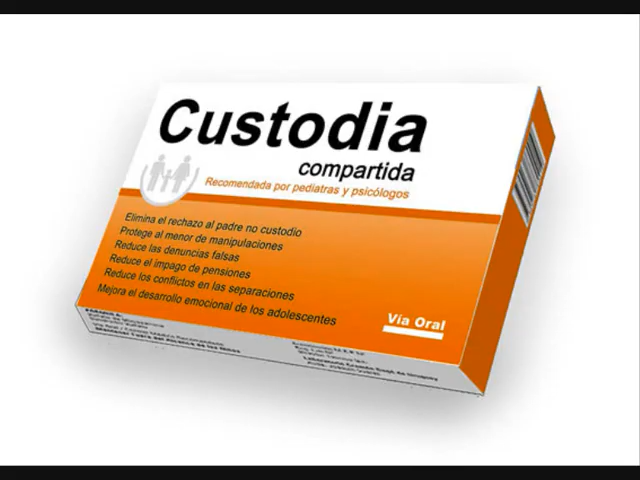 Custodia
compartida
Recomendada por pediatras y psicólogos
Elimina el rechazo al padre no custodio
Protege al menor de manipulaciones
Reduce las denuncias falsas
Reduce el impago de pensiones
Reduce los conflictos en las separaciones
Mejora el desarrollo emocional de los adolescentes
Vía Oral